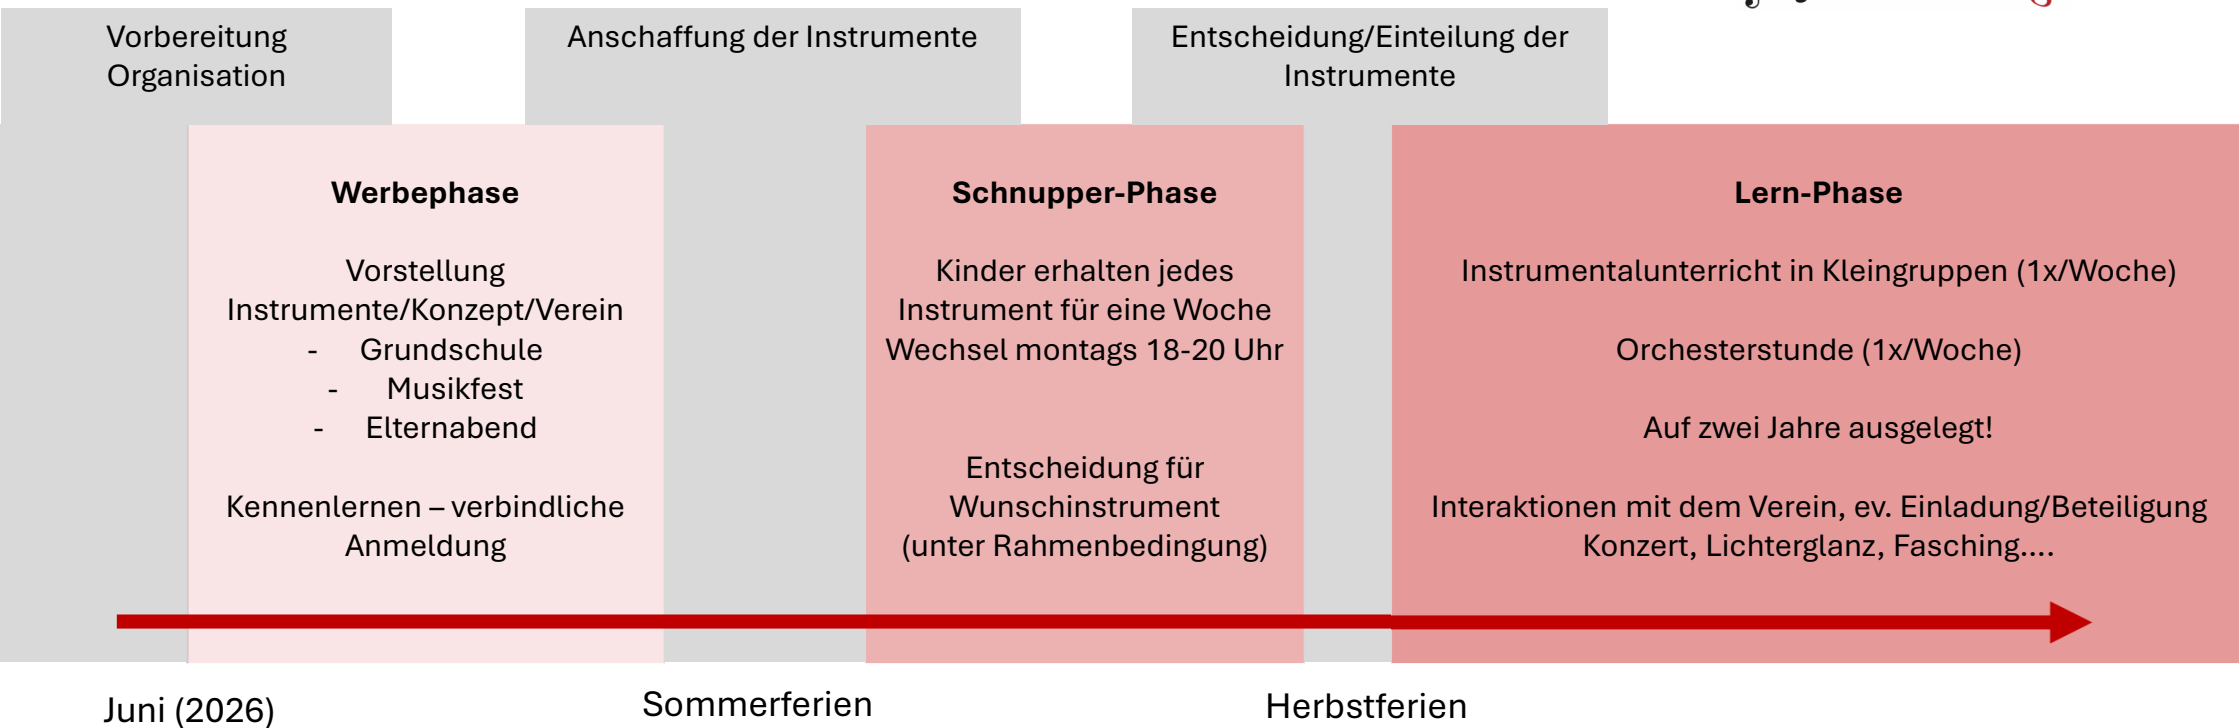 Vorbereitung
Organisation
Anschaffung der Instrumente
Entscheidung/Einteilung der
Instrumente
Werbephase
Vorstellung
Instrumente/Konzept/Verein
- Grundschule
- Musikfest
- Elternabend
Kennenlernen – verbindliche
Anmeldung
Schnupper-Phase
Kinder erhalten jedes
Instrument für eine Woche
Wechsel montags 18-20 Uhr
Entscheidung für
Wunschinstrument
(unter Rahmenbedingung)
Lern-Phase
Instrumentalunterricht in Kleingruppen (1x/Woche)
Orchesterstunde (1x/Woche)
Auf zwei Jahre ausgelegt!
Interaktionen mit dem Verein, ev. Einladung/Beteiligung
Konzert, Lichterglanz, Fasching....
Juni (2026)
Sommerferien
Herbstferien